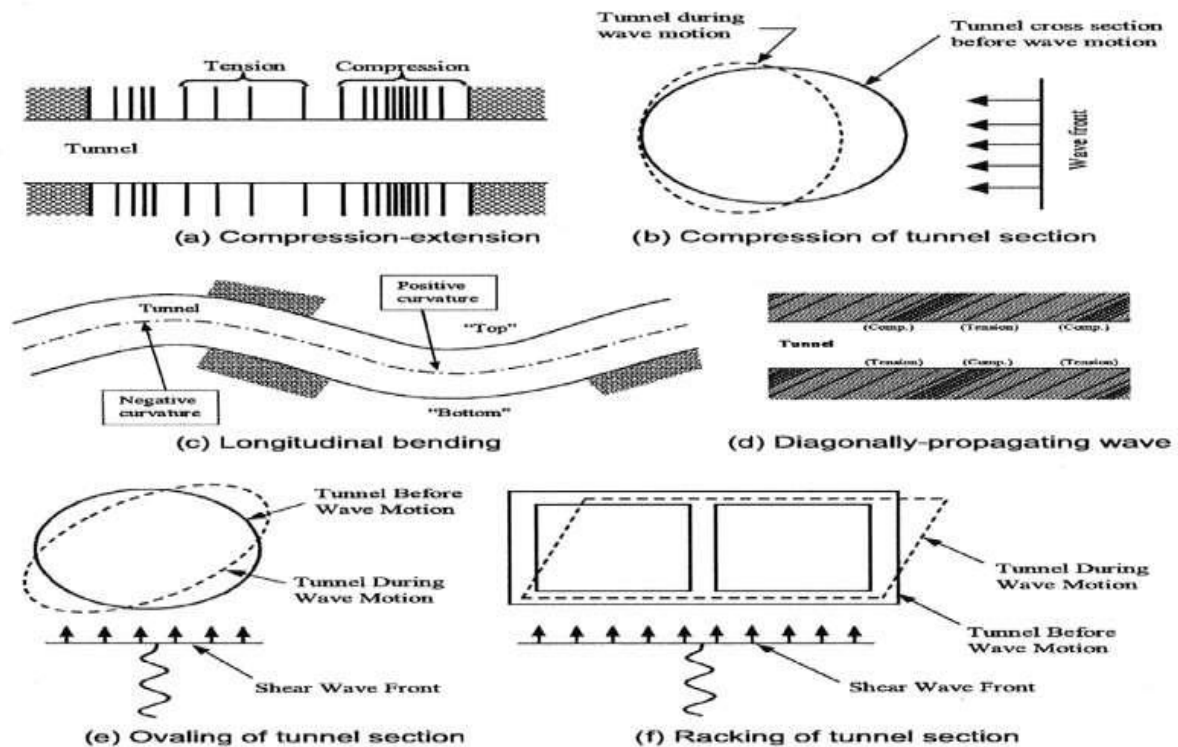 Tension
Compression
Tunnel
(a) Compression-extension
Tunnel during
wave motion
Tunnel cross section
before wave motion
Wave front
(b) Compression of tunnel section
Positive
curvature
Tunnel
"Top"
Negative
curvature
"Bottom"
(c) Longitudinal bending
(Comp.) (Tension) (Comp.)
Tunnel
(Tension) (Comp.) (Tension)
(d) Diagonally-propagating wave
Tunnel Before
Wave Motion
Tunnel During
Wave Motion
Shear Wave Front
(e) Ovaling of tunnel section
Tunnel During
Wave Motion
Tunnel Before
Wave Motion
Shear Wave Front
(f) Racking of tunnel section